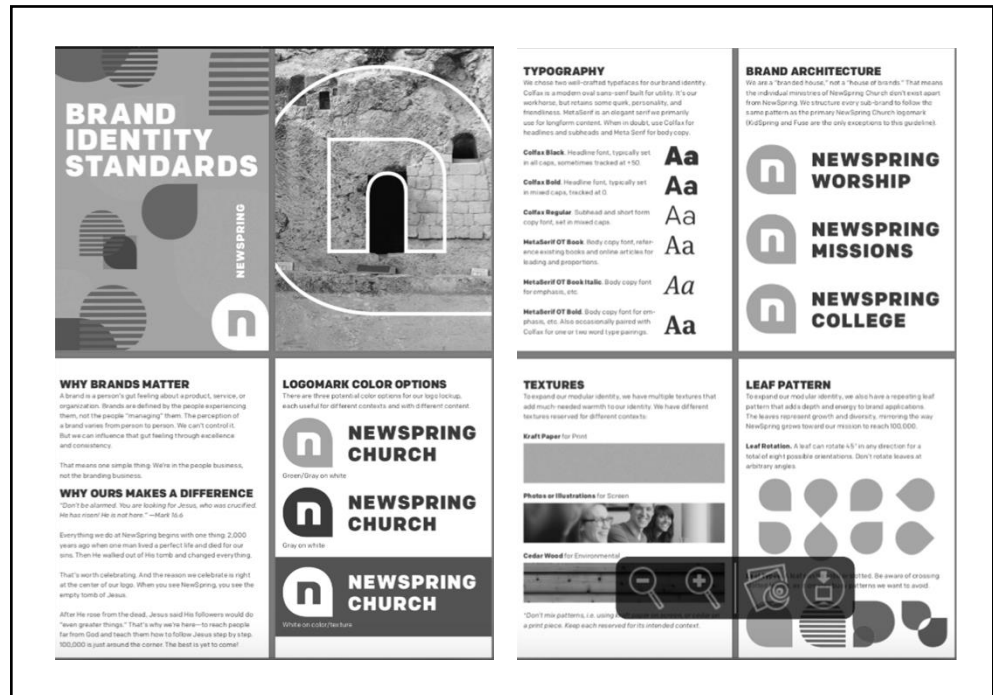 BRAND
IDENTITY
STANDARDS
NEWSPRING
n
WHY BRANDS MATTER
A brand is a person's gut feeling about a product, service, or
organization. Brands are defined by the people experiencing
them, not the people "managing" them. The perception of
a brand varies from person to person. We can't control it.
But we can influence that gut feeling through excellence
and consistency.
That means one simple thing: We're in the people business,
not the branding business.
WHY OURS MAKES A DIFFERENCE
"Don't be alarmed. You are looking for Jesus, who was crucified.
He has risen! He is not here." —Mark 16:6
Everything we do at NewSpring begins with one thing: 2,000
years ago when one man lived a perfect life and died for our
sins. Then He walked out of His tomb and changed everything.
That's worth celebrating. And the reason we celebrate is right
at the center of our logo. When you see NewSpring, you see the
empty tomb of Jesus.
After He rose from the dead, Jesus said His followers would do
"even greater things." That's why we're here—to reach people
far from God and teach them how to follow Jesus step by step.
100,000 is just around the corner. The best is yet to come!
LOGOMARK COLOR OPTIONS
There are three potential color options for our logo lockup,
each useful for different contexts and with different content.
n NEWSPRING
CHURCH
Green/Gray on white
n NEWSPRING
CHURCH
Gray on white
n NEWSPRING
CHURCH
White on color/texture
TYPOGRAPHY
We chose two well-crafted typefaces for our brand identity.
Colfax is a modern oval sans-serif built for utility. It's our
workhorse, but retains some quirk, personality, and
friendliness. MetaSerif is an elegant serif we primarily
use for longform content. When in doubt, use Colfax for
headlines and subheads and Meta Serif for body copy.
Colfax Black. Headline font, typically set
in all caps, sometimes tracked at +50.
Aa
Colfax Bold. Headline font, typically set
in mixed caps, tracked at 0.
Aa
Colfax Regular. Subhead and short form
copy font, set in mixed caps.
Aa
MetaSerif OT Book. Body copy font, refer-
ence existing books and online articles for
leading and proportions.
Aa
MetaSerif OT Book Italic. Body copy font
for emphasis, etc.
Aa
MetaSerif OT Bold. Body copy font for em-
phasis, etc. Also occasionally paired with
Colfax for one or two word type pairings.
Aa
BRAND ARCHITECTURE
We are a "branded house," not a "house of brands." That means
the individual ministries of NewSpring Church don't exist apart
from NewSpring. We structure every sub-brand to follow the
same pattern as the primary NewSpring Church logomark
(KidSpring and Fuse are the only exceptions to this guideline).
n NEWSPRING
WORSHIP
n NEWSPRING
MISSIONS
n NEWSPRING
COLLEGE
TEXTURES
To expand our modular identity, we have multiple textures that
add much-needed warmth to our identity. We have different
textures reserved for different contexts.
Kraft Paper for Print
Photos or Illustrations for Screen
Cedar Wood for Environmental
"Don't mix patterns, i.e. using
a print piece. Keep each reserved for its intended context.
LEAF PATTERN
To expand our modular identity, we also have a repeating leaf
pattern that adds depth and energy to brand applications.
The leaves represent growth and diversity, mirroring the way
NewSpring grows toward our mission to reach 100,000.
Leaf Rotation. A leaf can rotate 45° in any direction for a
total of eight possible orientations. Don't rotate leaves at
arbitrary angles
Be aware of crossing
patterns we want to avoid.